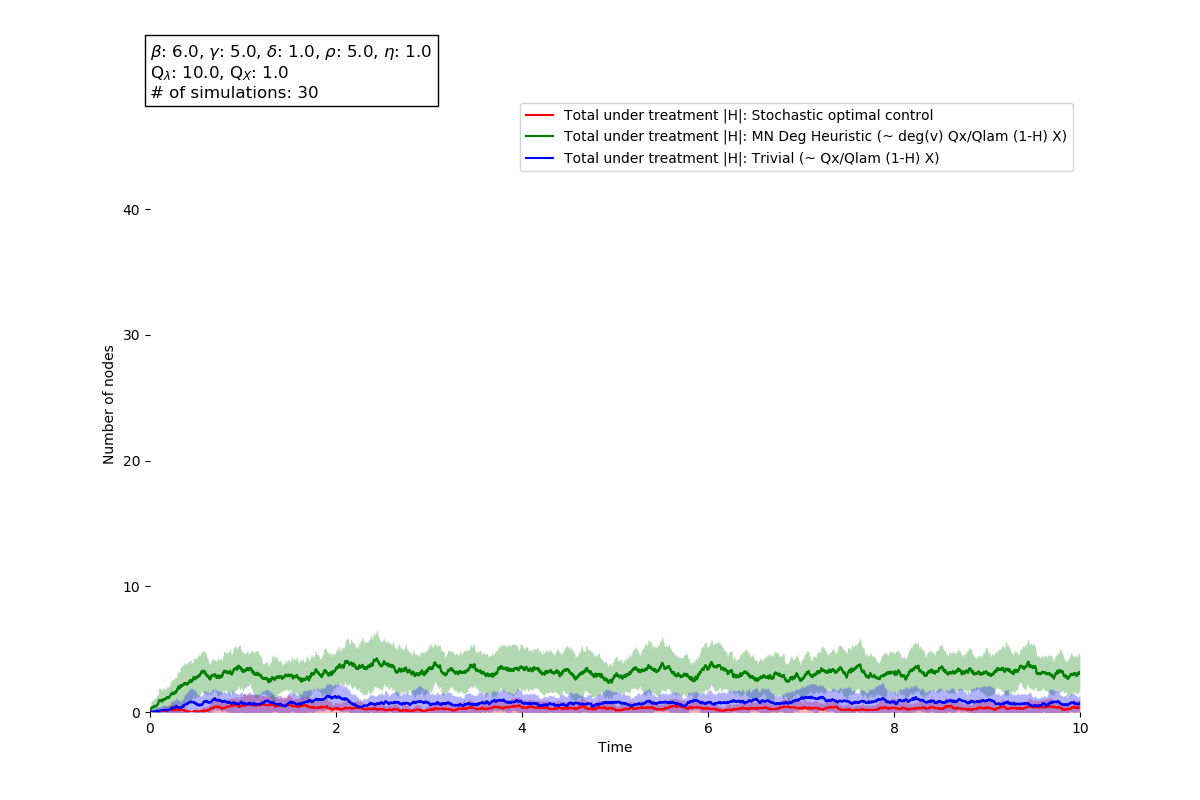 β: 6.0, γ: 5.0, δ: 1.0, ρ: 5.0, η: 1.0
Qλ: 10.0, QX: 1.0
# of simulations: 30
Total under treatment |H|: Stochastic optimal control
Total under treatment |H|: MN Deg Heuristic (~ deg(v) Qx/Qlam (1-H) X)
Total under treatment |H|: Trivial (~ Qx/Qlam (1-H) X)
40
30
20
10
0
Number of nodes
0 2 4 6 8 10
Time